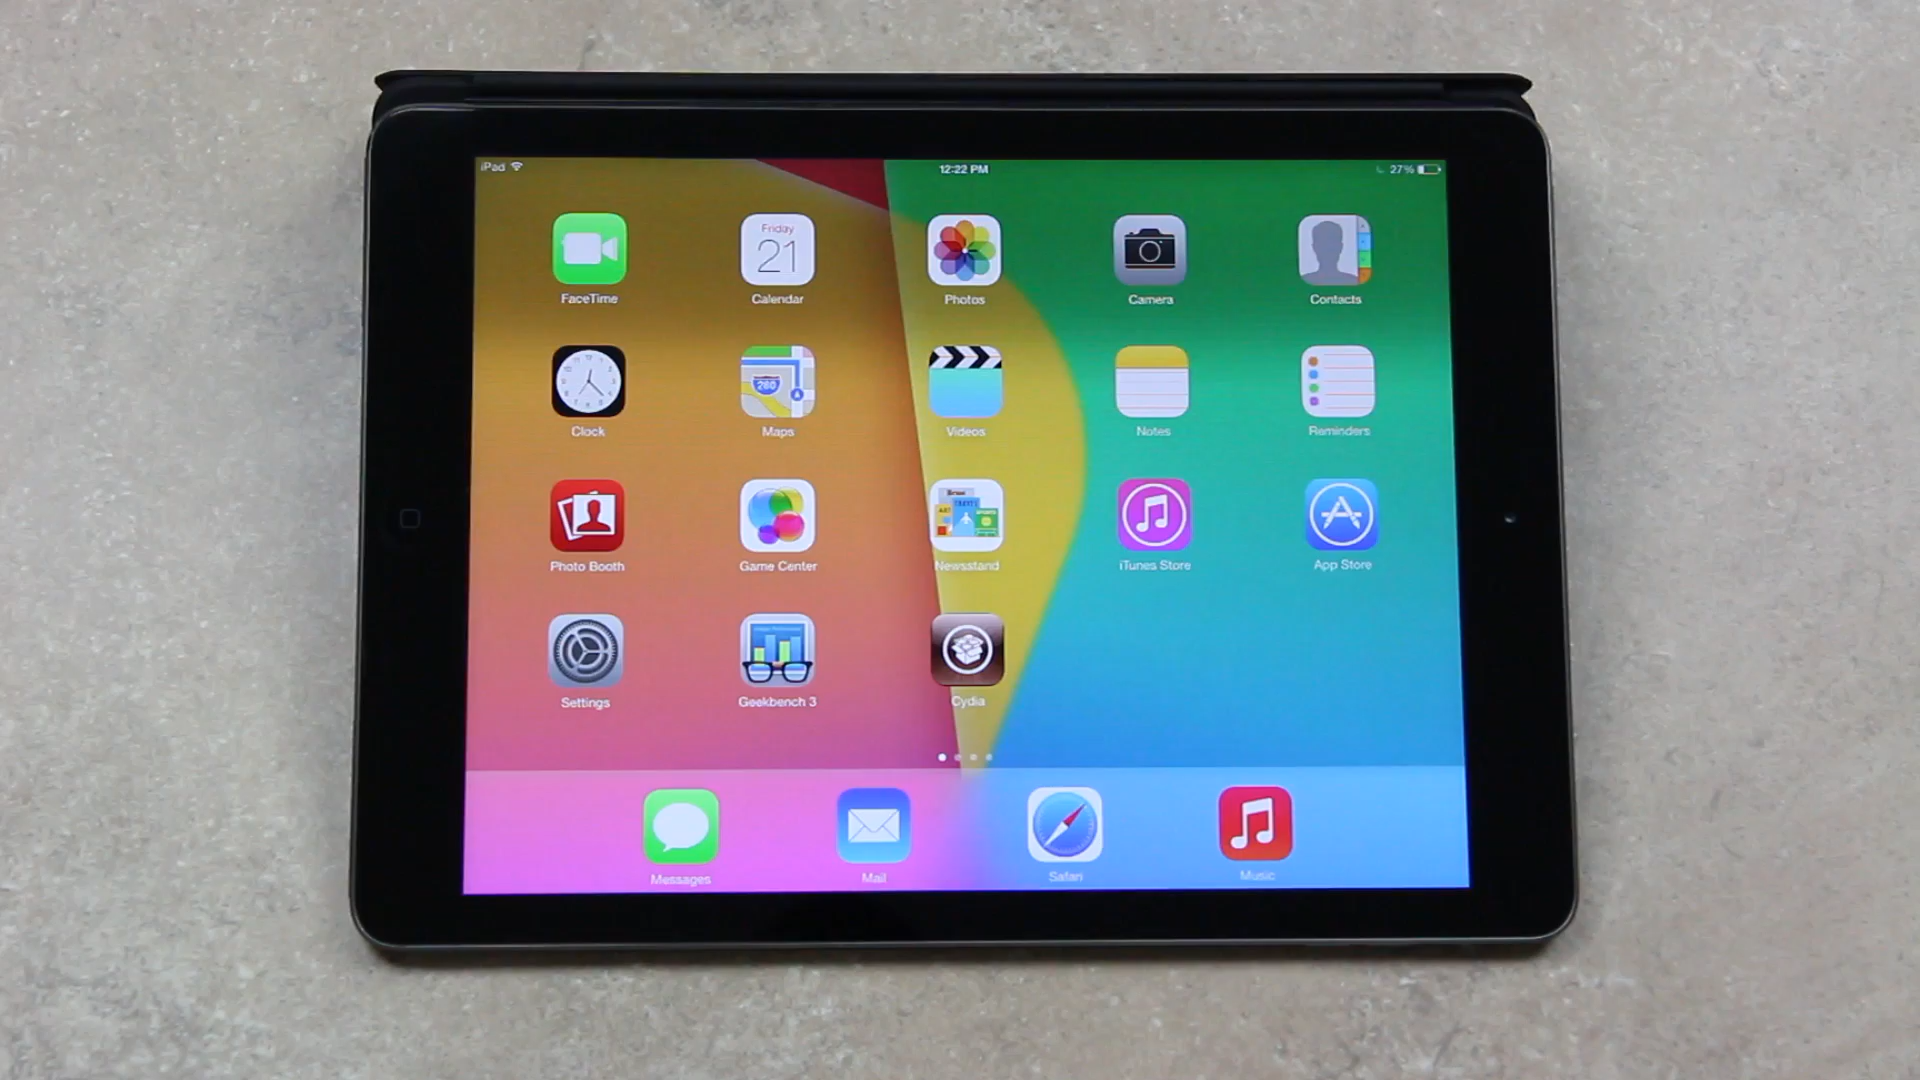 iPad 12:22 PM 27%
Friday
21
FaceTime Calendar Photos Camera Contacts
280
Clock Maps Videos Notes Reminders
Photo Booth Game Center Newsstand iTunes Store App Store
Settings Geekbench 3 Cydia
Messages Mail Safari Music